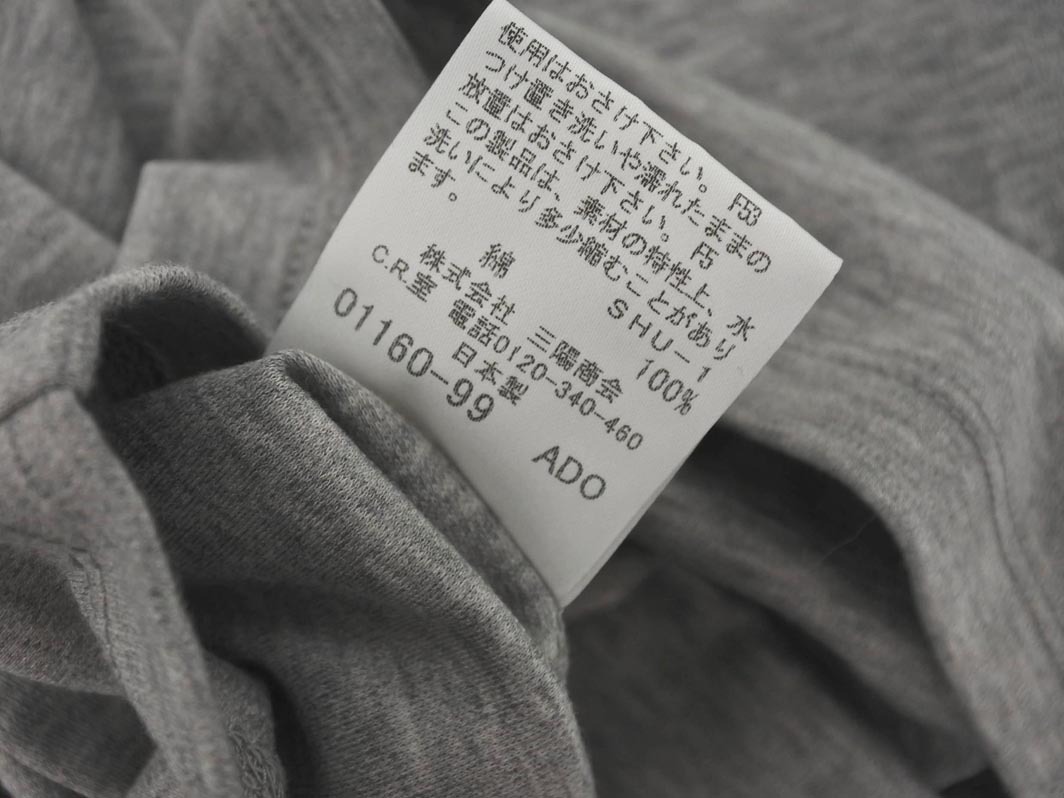 使用はおさけ下さい。 F53
つけ置き洗いや濡れたままの
放置はおさけ下さい。 F5
この製品は、素材の特性上、水
洗いにより多少縮むことがあり
ます。 SHU-1
綿 100%
株式会社 三陽商会
C.R.室 電話0120-340-460
日本製
01160-99 ADO